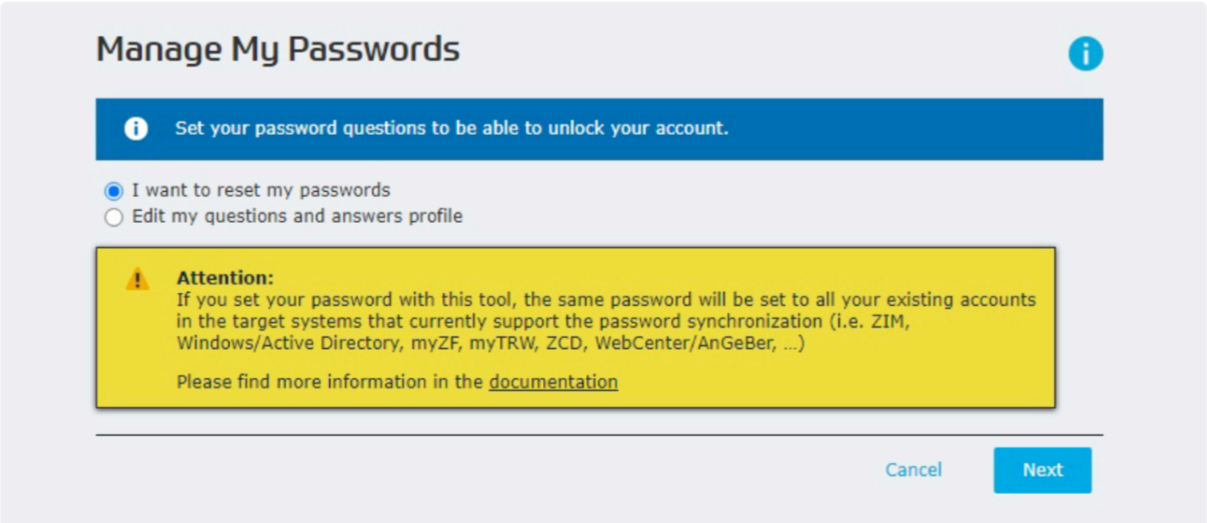 Manage My Passwords
Set your password questions to be able to unlock your account.
I want to reset my passwords
Edit my questions and answers profile
Attention:
If you set your password with this tool, the same password will be set to all your existing accounts
in the target systems that currently support the password synchronization (i.e. ZIM,
Windows/Active Directory, myZF, myTRW, ZCD, WebCenter/AnGeBer, ...)
Please find more information in the documentation
Cancel
Next